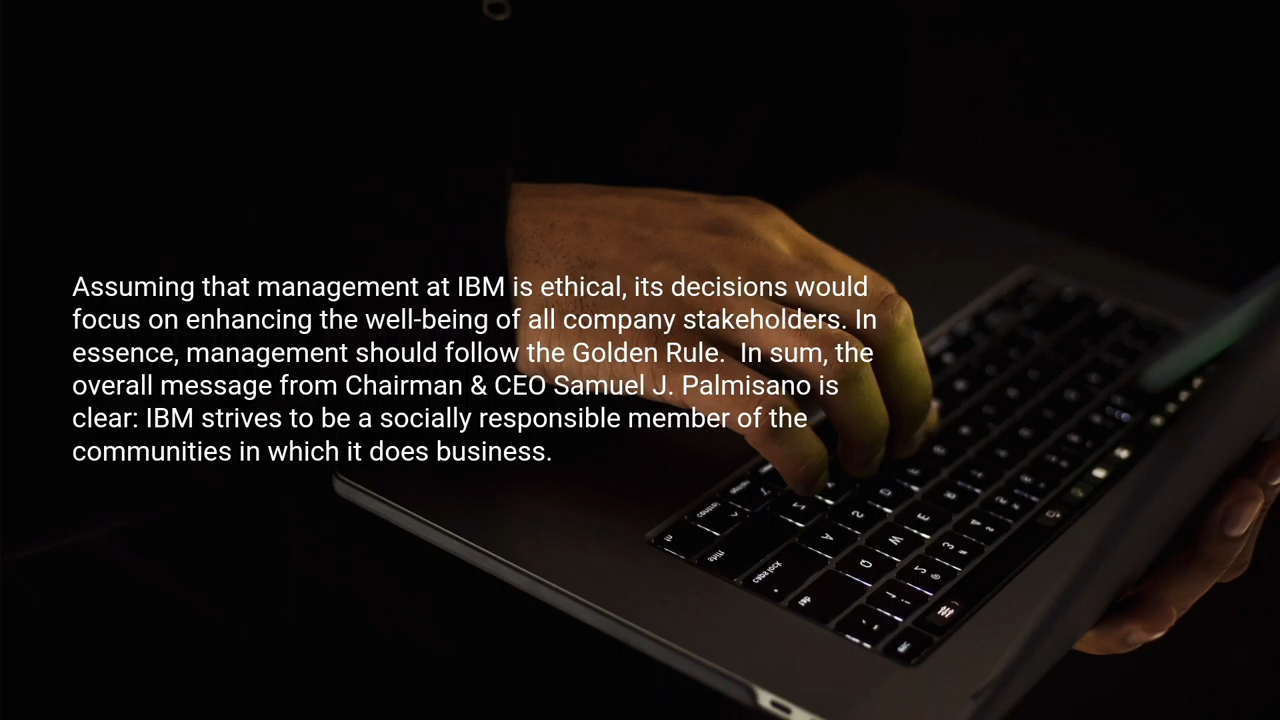 Assuming that management at IBM is ethical, its decisions would
focus on enhancing the well-being of all company stakeholders. In
essence, management should follow the Golden Rule.  In sum, the
overall message from Chairman & CEO Samuel J. Palmisano is
clear: IBM strives to be a socially responsible member of the
communities in which it does business.